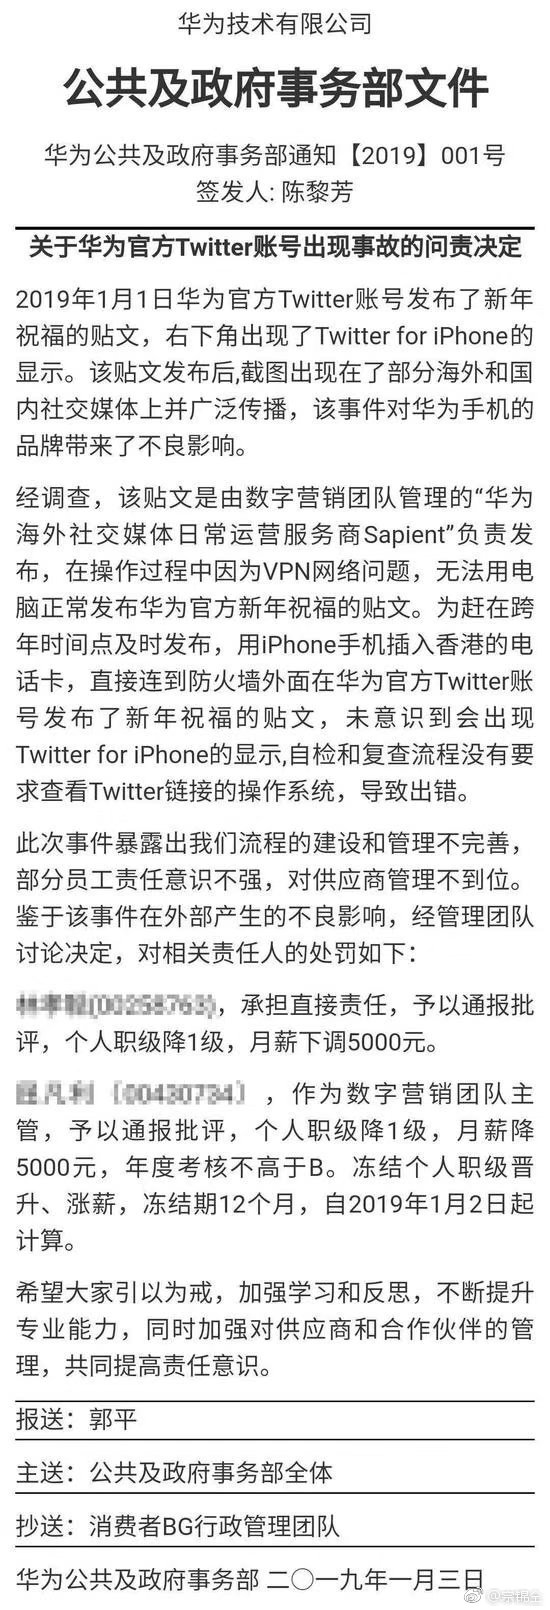 华为技术有限公司
公共及政府事务部文件
华为公共及政府事务部通知【2019】001号
签发人: 陈黎芳
关于华为官方Twitter账号出现事故的问责决定
2019年1月1日华为官方Twitter账号发布了新年
祝福的贴文，右下角出现了Twitter for iPhone的
显示。该贴文发布后,截图出现在了部分海外和国
内社交媒体上并广泛传播，该事件对华为手机的
品牌带来了不良影响。
经调查，该贴文是由数字营销团队管理的“华为
海外社交媒体日常运营服务商Sapient”负责发
布，在操作过程中因为VPN网络问题，无法用电
脑正常发布华为官方新年祝福的贴文。为赶在跨
年时间点及时发布，用iPhone手机插入香港的电
话卡，直接连到防火墙外面在华为官方Twitter账
号发布了新年祝福的贴文，未意识到会出现
Twitter for iPhone的显示,自检和复查流程没有要
求查看Twitter链接的操作系统，导致出错。
此次事件暴露出我们流程的建设和管理不完善，
部分员工责任意识不强，对供应商管理不到位。
鉴于该事件在外部产生的不良影响，经管理团队
讨论决定，对相关责任人的处罚如下：
，承担直接责任，予以通报批
评，个人职级降1级，月薪下调5000元。
，作为数字营销团队主
管，予以通报批评，个人职级降1级，月薪降
5000元，年度考核不高于B。冻结个人职级晋
升、涨薪，冻结期12个月，自2019年1月2日起
计算。
希望大家引以为戒，加强学习和反思，不断提升
专业能力，同时加强对供应商和合作伙伴的管
理，共同提高责任意识。
报送：郭平
主送：公共及政府事务部全体
抄送：消费者BG行政管理团队
华为公共及政府事务部 二〇一九年一月三日